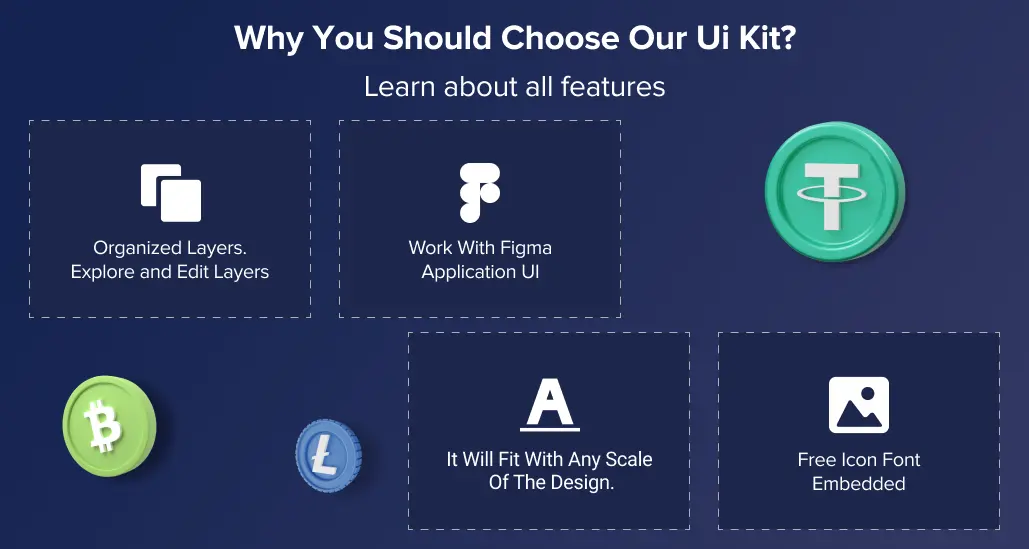 Why You Should Choose Our Ui Kit?
Learn about all features
Organized Layers.
Explore and Edit Layers
Work With Figma
Application UI
It Will Fit With Any Scale
Of The Design.
Free Icon Font
Embedded